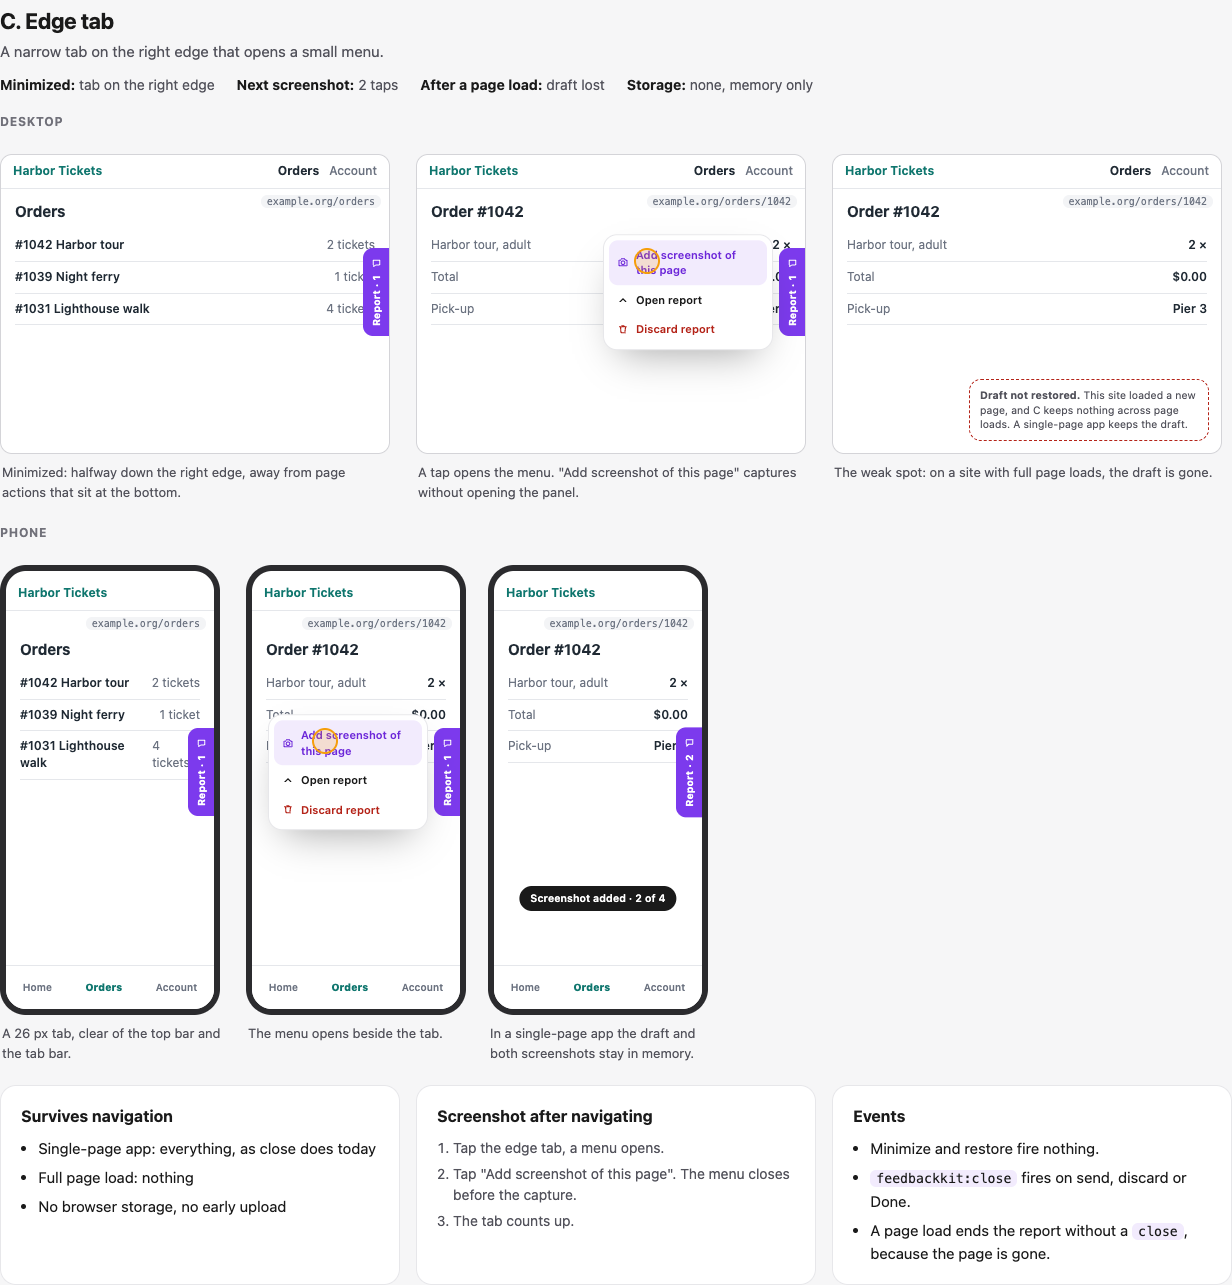 C. Edge tab
A narrow tab on the right edge that opens a small menu.
Minimized: tab on the right edge Next screenshot: 2 taps After a page load: draft lost Storage: none, memory only
DESKTOP
Harbor Tickets Orders Account
example.org/orders
Orders
#1042 Harbor tour 2 tickets
#1039 Night ferry 1 tick
#1031 Lighthouse walk 4 ticke
Report · 1
Minimized: halfway down the right edge, away from page
actions that sit at the bottom.
Harbor Tickets Orders Account
example.org/orders/1042
Order #1042
Harbor tour, adult 2 ×
Total
Pick-up
Add screenshot of
this page
Open report
Discard report
Report · 1
A tap opens the menu. "Add screenshot of this page" captures
without opening the panel.
Harbor Tickets Orders Account
example.org/orders/1042
Order #1042
Harbor tour, adult 2 ×
Total $0.00
Pick-up Pier 3
Draft not restored. This site loaded a new
page, and C keeps nothing across page
loads. A single-page app keeps the draft.
The weak spot: on a site with full page loads, the draft is gone.
PHONE
Harbor Tickets
example.org/orders
Orders
#1042 Harbor tour 2 tickets
#1039 Night ferry 1 ticket
#1031 Lighthouse 4
walk tickets
Report · 1
Home Orders Account
A 26 px tab, clear of the top bar and
the tab bar.
Harbor Tickets
example.org/orders/1042
Order #1042
Harbor tour, adult 2 ×
Total $0.00
Add screenshot of
this page
Open report
Discard report
Report · 1
Home Orders Account
The menu opens beside the tab.
Harbor Tickets
example.org/orders/1042
Order #1042
Harbor tour, adult 2 ×
Total $0.00
Pick-up Pier
Report · 2
Screenshot added · 2 of 4
Home Orders Account
In a single-page app the draft and
both screenshots stay in memory.
Survives navigation
• Single-page app: everything, as close does today
• Full page load: nothing
• No browser storage, no early upload
Screenshot after navigating
1. Tap the edge tab, a menu opens.
2. Tap "Add screenshot of this page". The menu closes
before the capture.
3. The tab counts up.
Events
• Minimize and restore fire nothing.
• feedbackkit:close fires on send, discard or
Done.
• A page load ends the report without a close ,
because the page is gone.